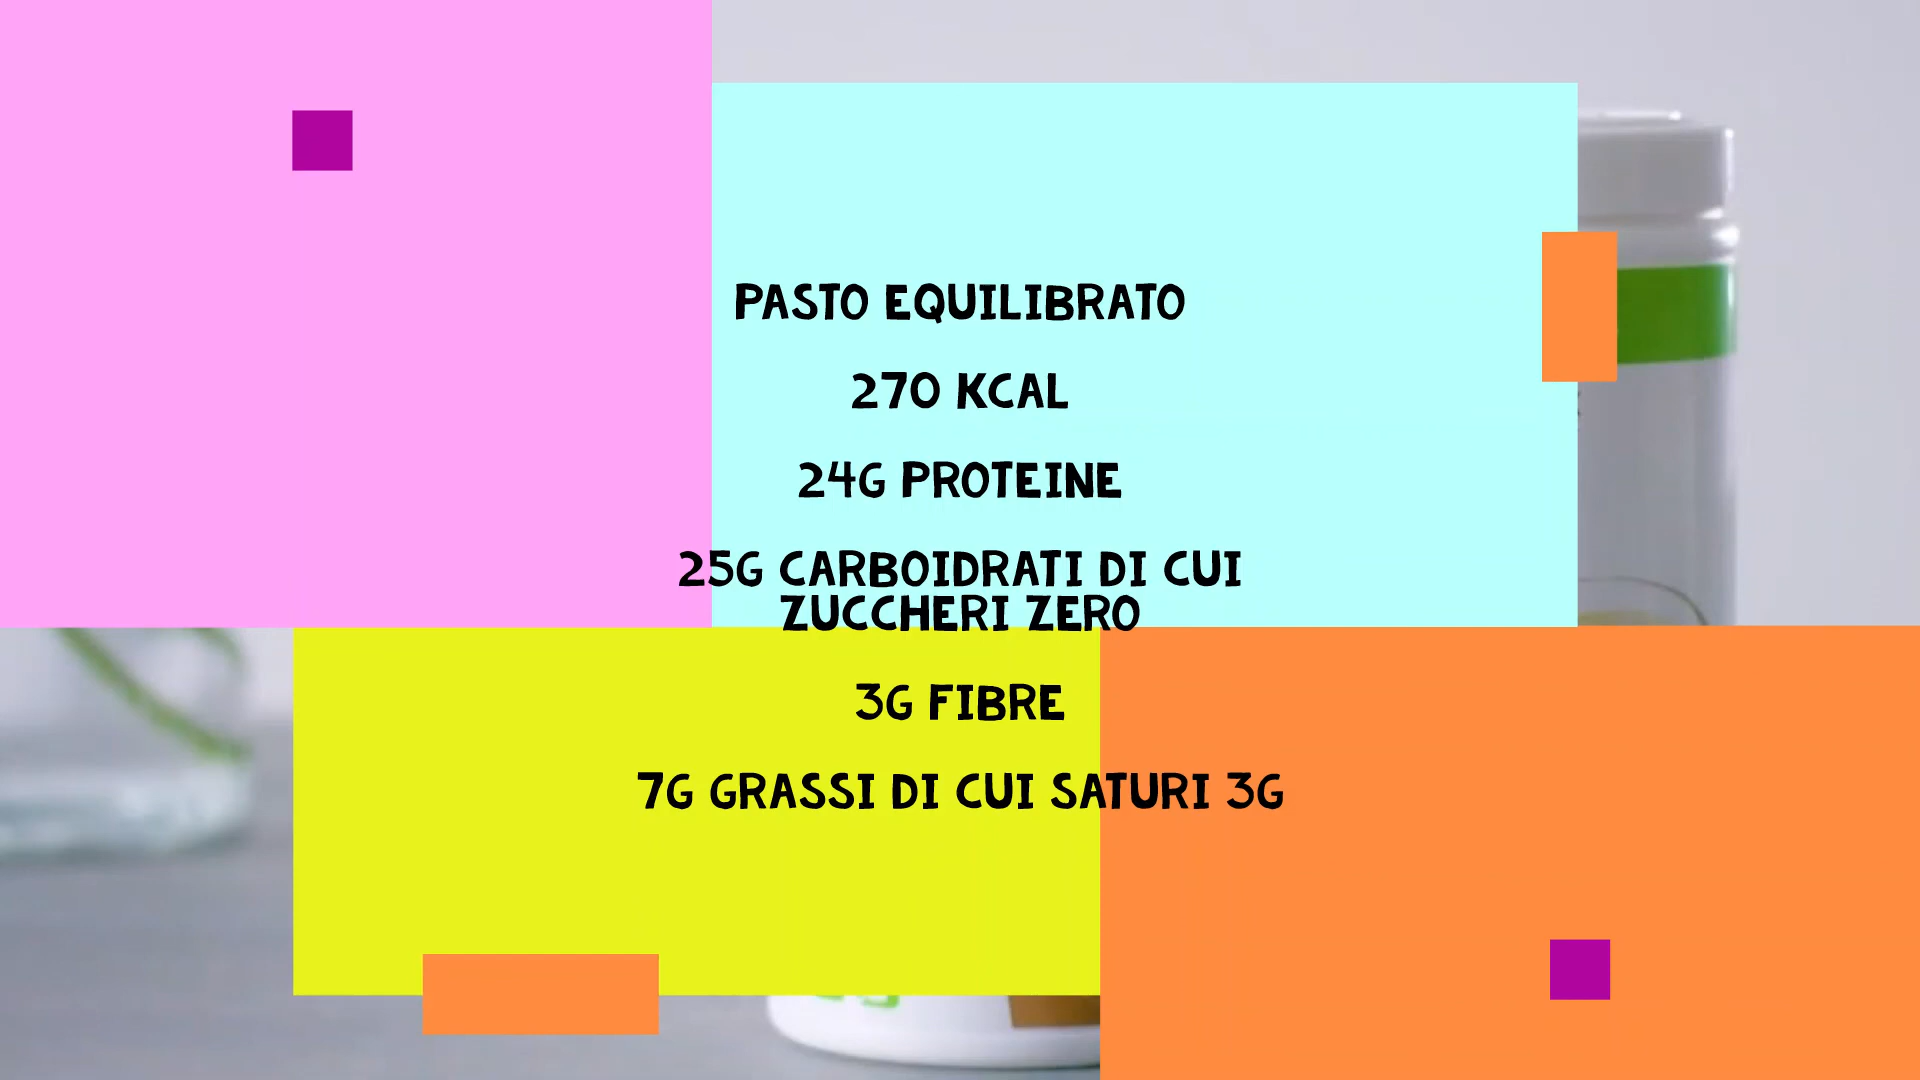 PASTO EQUILIBRATO
270 KCAL
24G PROTEINE
25G CARBOIDRATI DI CUI
ZUCCHERI ZERO
3G FIBRE
7G GRASSI DI CUI SATURI 3G